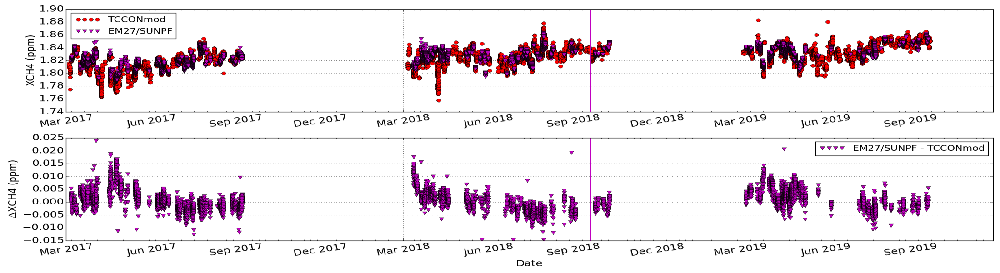 1.90
1.88
1.86
1.84
1.82
1.80
1.78
1.76
1.74
XCH4 (ppm)
TCCONmod
EM27/SUNPF
Mar 2017
Jun 2017
Sep 2017
Dec 2017
Mar 2018
Jun 2018
Sep 2018
Dec 2018
Mar 2019
Jun 2019
Sep 2019
0.025
0.020
0.015
0.010
0.005
0.000
−0.005
−0.010
−0.015
ΔXCH4 (ppm)
EM27/SUNPF - TCCONmod
Mar 2017
Jun 2017
Sep 2017
Dec 2017
Mar 2018
Jun 2018
Sep 2018
Dec 2018
Mar 2019
Jun 2019
Sep 2019
Date